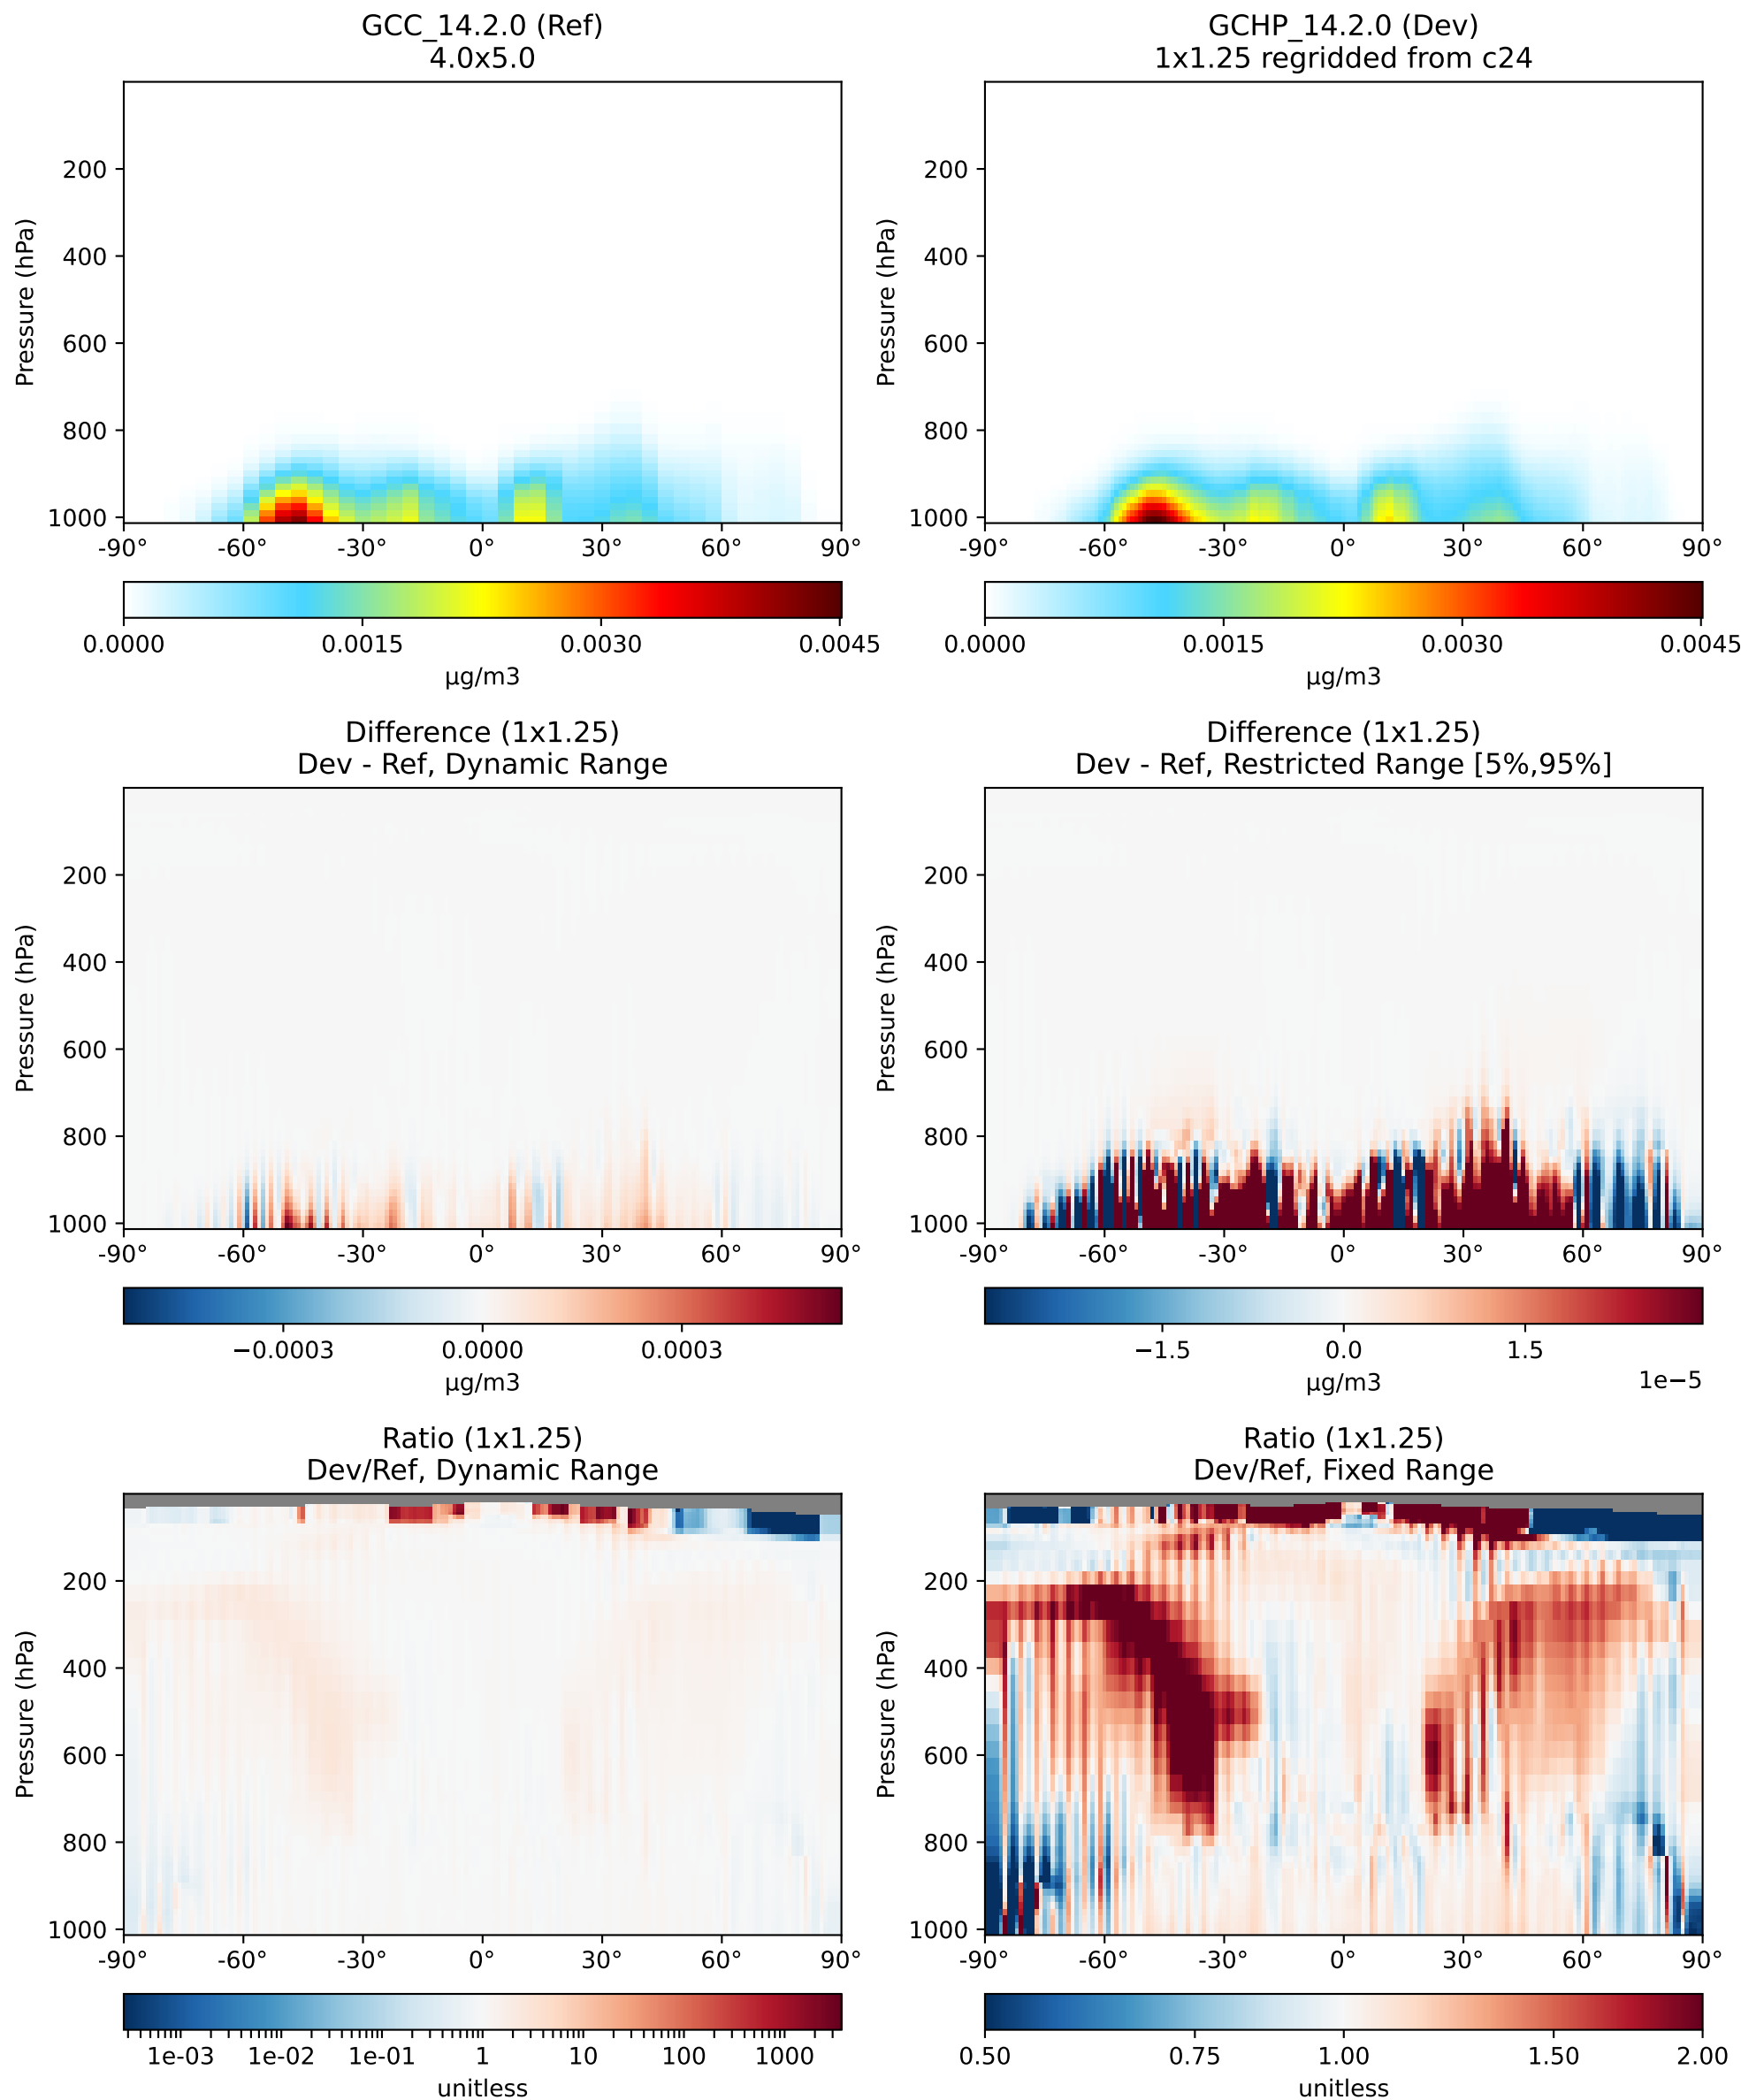 GCC_14.2.0 (Ref)
4.0x5.0
Pressure (hPa)
200
400
600
800
1000
-90° -60° -30° 0° 30° 60° 90°
0.0000 0.0015 0.0030 0.0045
µg/m3
GCHP_14.2.0 (Dev)
1x1.25 regridded from c24
Pressure (hPa)
200
400
600
800
1000
-90° -60° -30° 0° 30° 60° 90°
0.0000 0.0015 0.0030 0.0045
µg/m3
Difference (1x1.25)
Dev - Ref, Dynamic Range
Pressure (hPa)
200
400
600
800
1000
-90° -60° -30° 0° 30° 60° 90°
−0.0003 0.0000 0.0003
µg/m3
Difference (1x1.25)
Dev - Ref, Restricted Range [5%,95%]
Pressure (hPa)
200
400
600
800
1000
-90° -60° -30° 0° 30° 60° 90°
−1.5 0.0 1.5
µg/m3
1e−5
Ratio (1x1.25)
Dev/Ref, Dynamic Range
Pressure (hPa)
200
400
600
800
1000
-90° -60° -30° 0° 30° 60° 90°
1e-03 1e-02 1e-01 1 10 100 1000
unitless
Ratio (1x1.25)
Dev/Ref, Fixed Range
Pressure (hPa)
200
400
600
800
1000
-90° -60° -30° 0° 30° 60° 90°
0.50 0.75 1.00 1.50 2.00
unitless